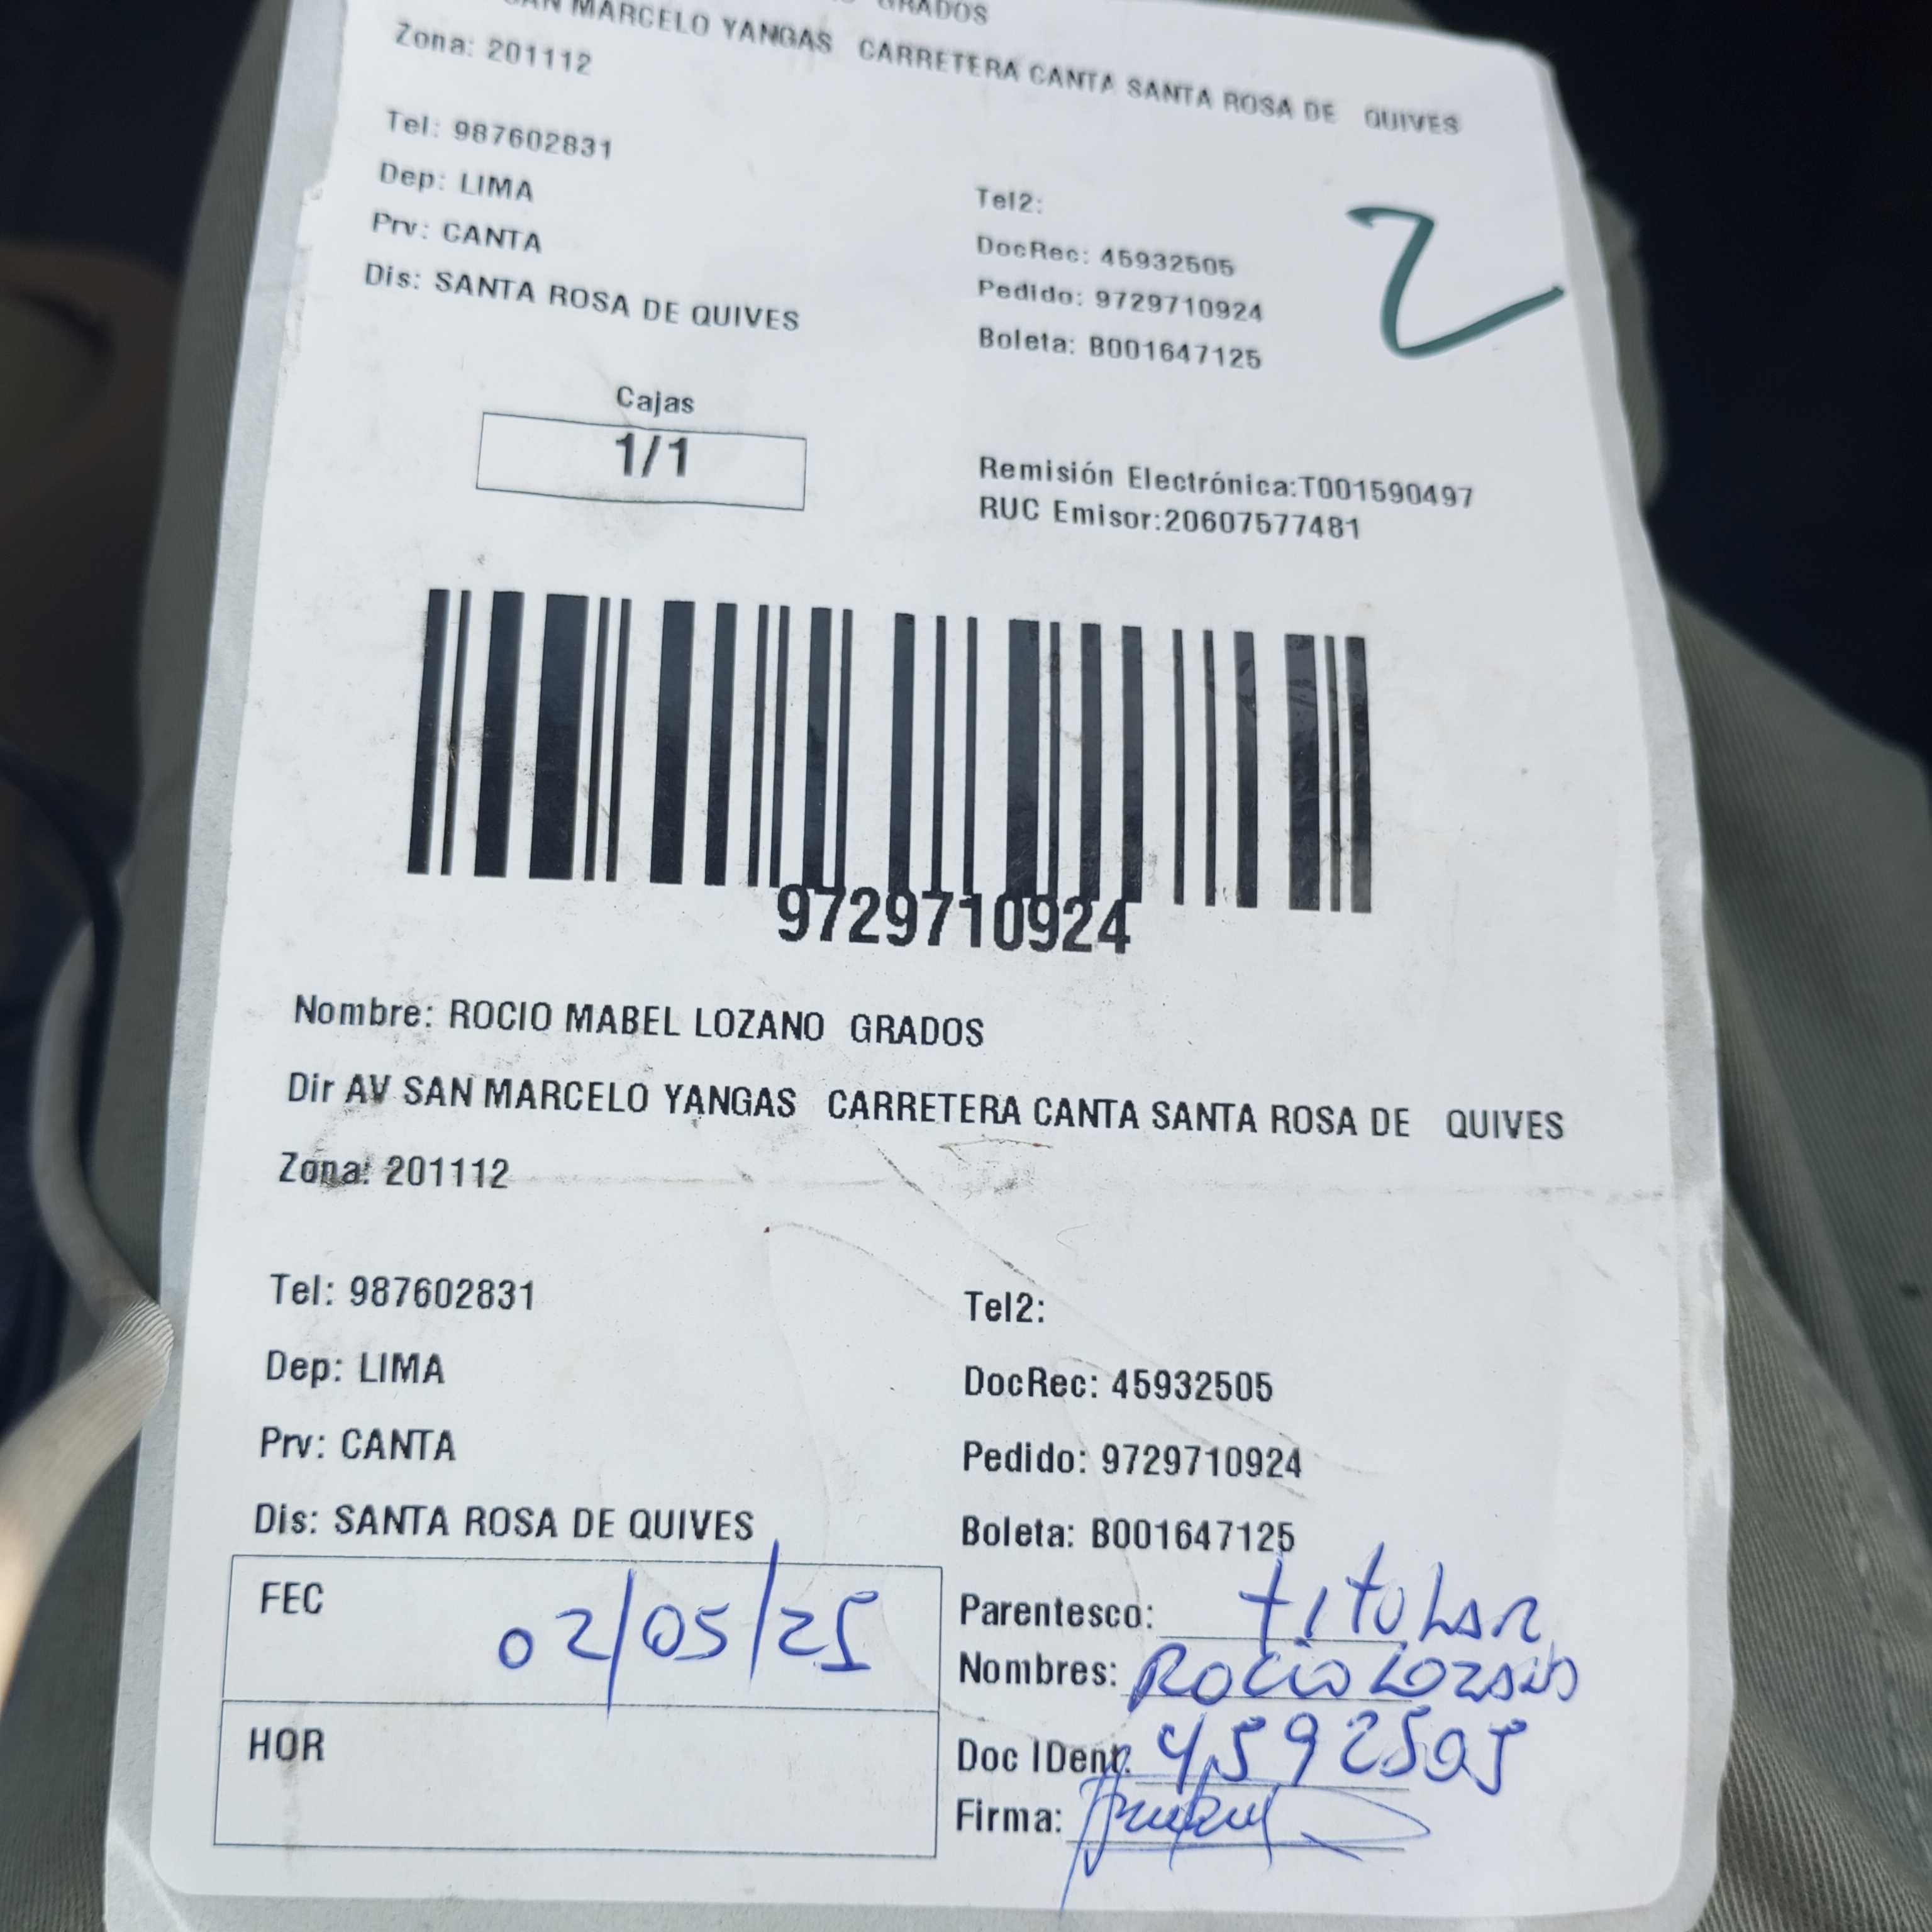 GRADOS
SAN MARCELO YANGAS CARRETERA CANTA SANTA ROSA DE QUIVES
Zona: 201112
Tel: 987602831
Dep: LIMA
Prv: CANTA
Dis: SANTA ROSA DE QUIVES
Tel2:
DocRec: 45932505
Pedido: 9729710924
Boleta: B001647125
2
Cajas
1/1
Remisión Electrónica:T001590497
RUC Emisor:20607577481
9729710924
Nombre: ROCIO MABEL LOZANO GRADOS
Dir AV SAN MARCELO YANGAS CARRETERA CANTA SANTA ROSA DE QUIVES
Zona: 201112
Tel: 987602831
Dep: LIMA
Prv: CANTA
Dis: SANTA ROSA DE QUIVES
Tel2:
DocRec: 45932505
Pedido: 9729710924
Boleta: B001647125
FEC 02/05/25
HOR
Parentesco: titular
Nombres: Rocio Lozano
Doc IDent. 4592505
Firma: